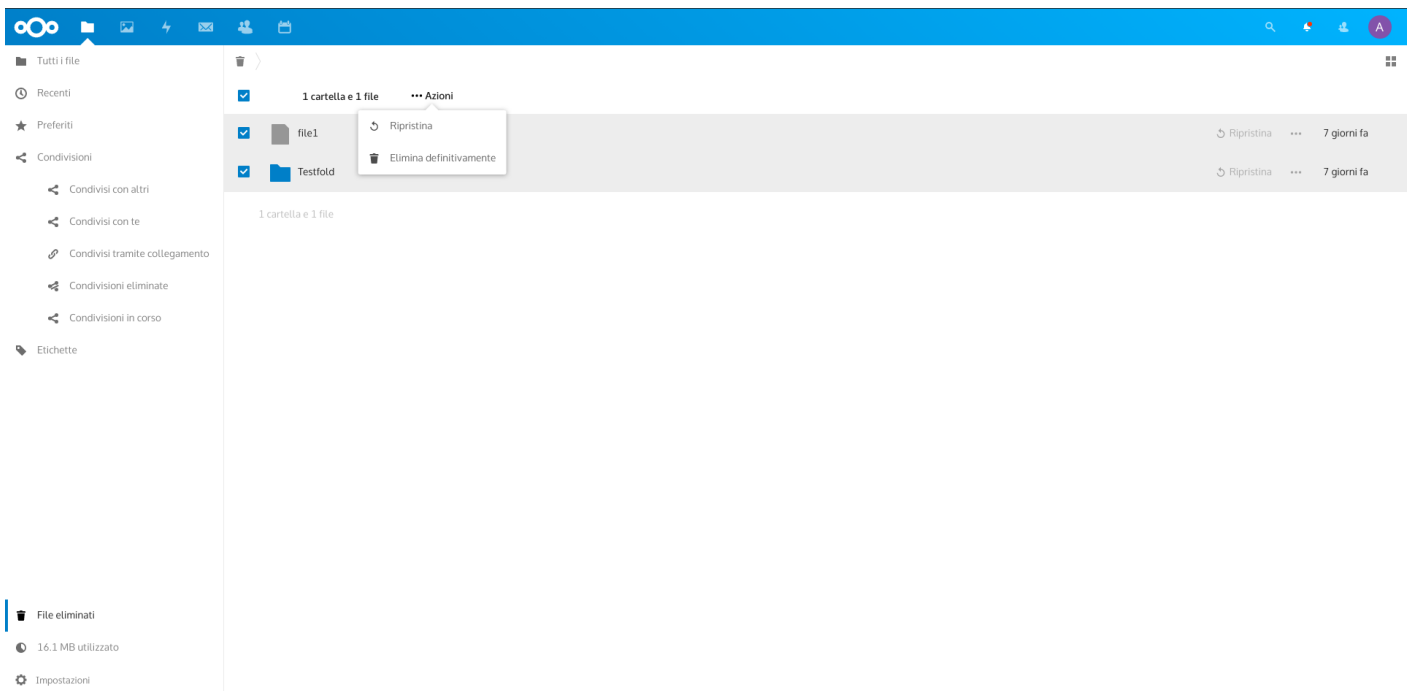 A
Tutti i file
Recenti
Preferiti
Condivisioni
Condivisi con altri
Condivisi con te
Condivisi tramite collegamento
Condivisioni eliminate
Condivisioni in corso
Etichette
File eliminati
16.1 MB utilizzato
Impostazioni
1 cartella e 1 file ••• Azioni
Ripristina
Elimina definitivamente
file1 Ripristina ••• 7 giorni fa
Testfold Ripristina ••• 7 giorni fa
1 cartella e 1 file